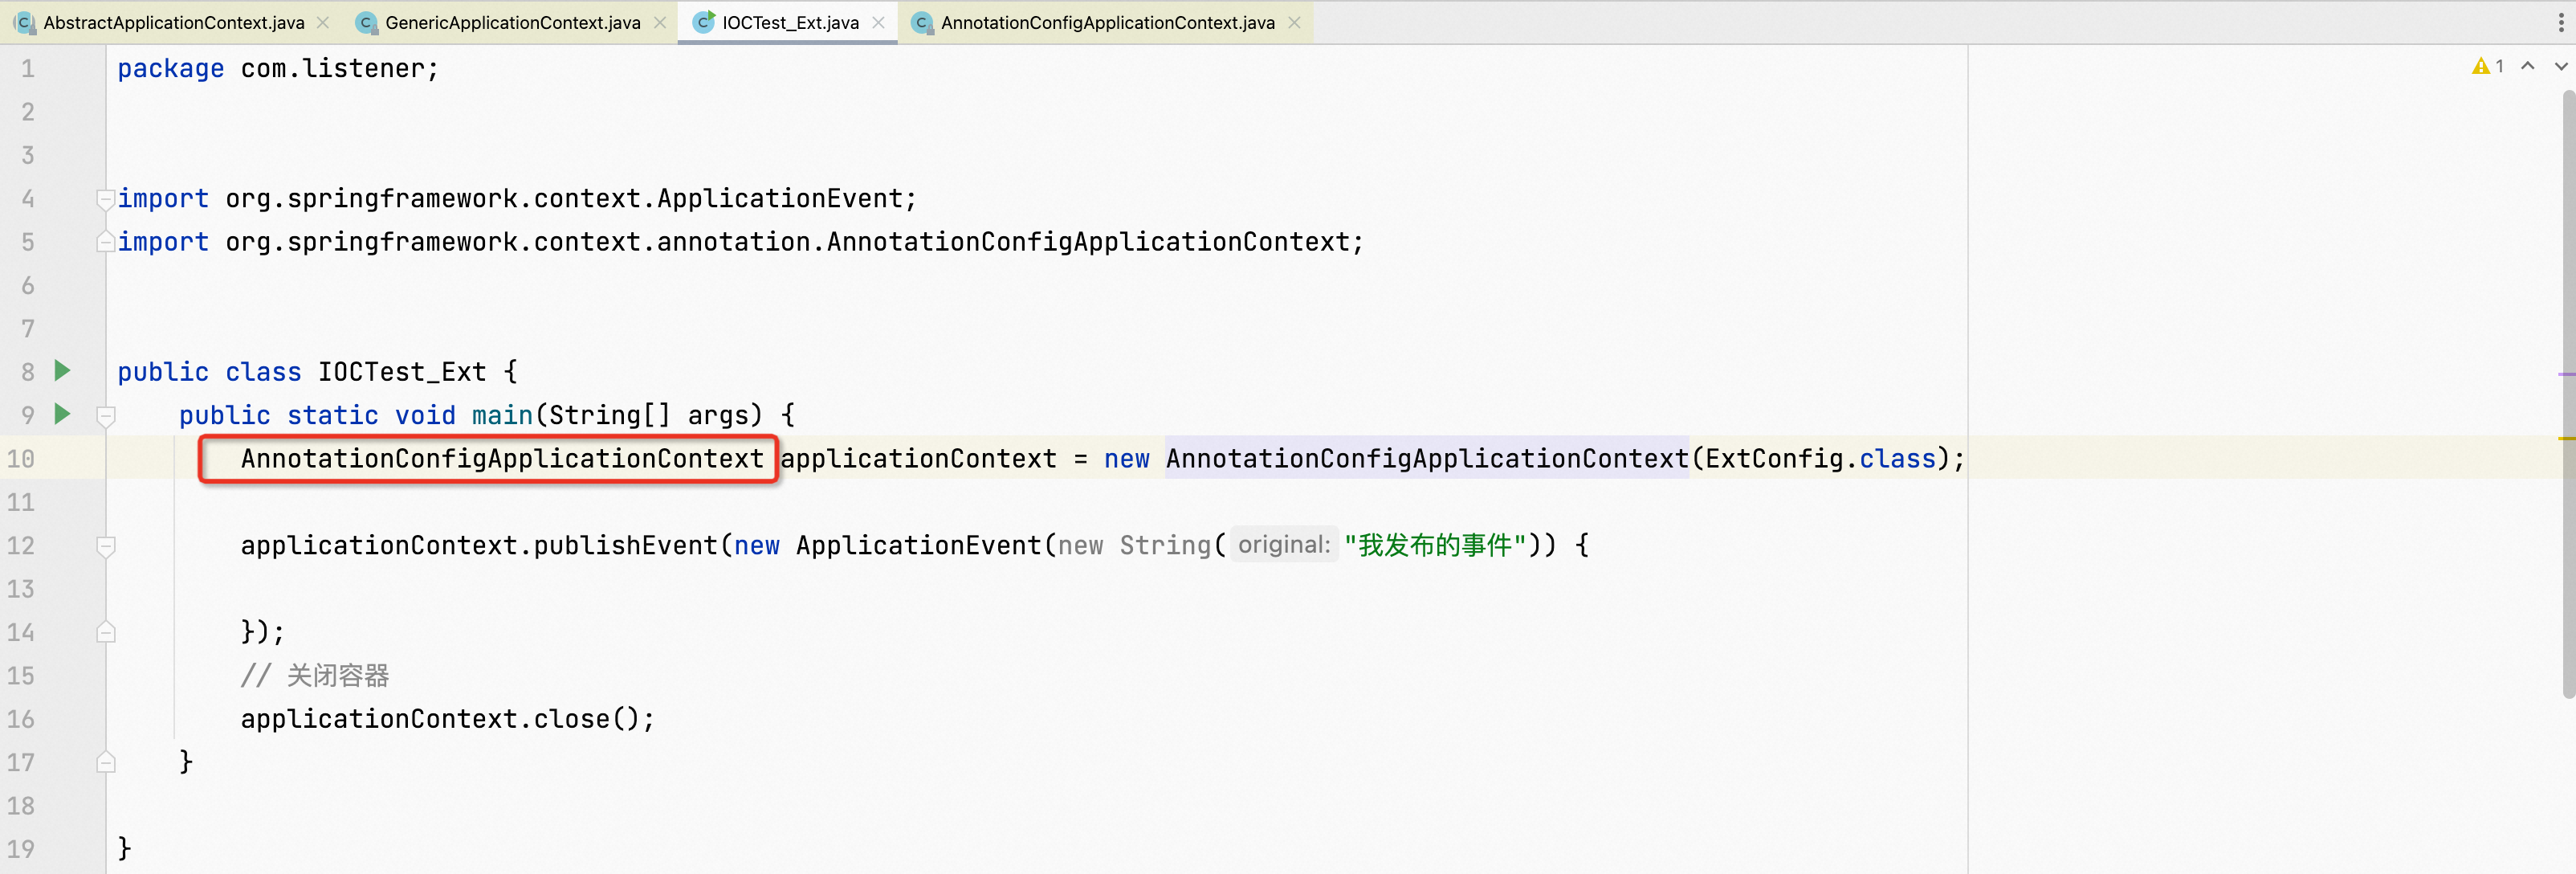 AbstractApplicationContext.java GenericApplicationContext.java IOCTest_Ext.java AnnotationConfigApplicationContext.java
1 package com.listener;
1
2
3
4 import org.springframework.context.ApplicationEvent;
5 import org.springframework.context.annotation.AnnotationConfigApplicationContext;
6
7
8 public class IOCTest_Ext {
9 public static void main(String[] args) {
10 AnnotationConfigApplicationContext applicationContext = new AnnotationConfigApplicationContext(ExtConfig.class);
11
12 applicationContext.publishEvent(new ApplicationEvent(new String( original: "我发布的事件")) {
13
14 });
15 // 关闭容器
16 applicationContext.close();
17 }
18
19 }